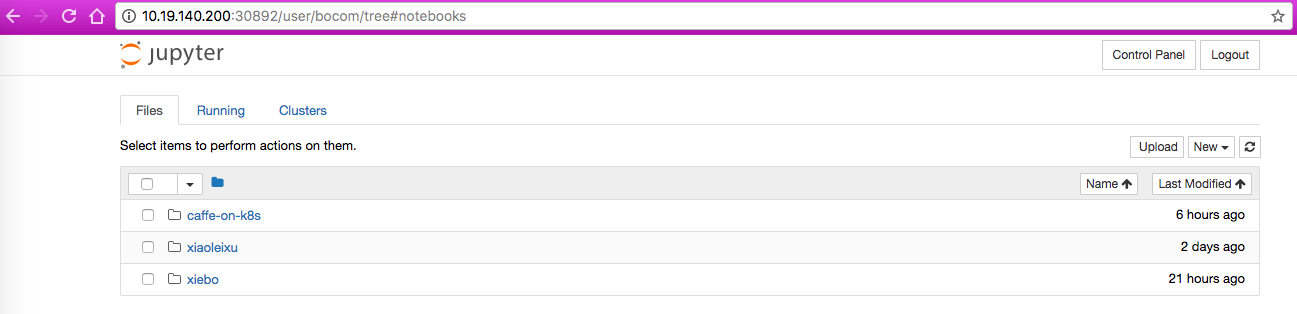 10.19.140.200:30892/user/bocom/tree#notebooks
jupyter
Control Panel
Logout
Files
Running
Clusters
Select items to perform actions on them.
Upload
New
Name
Last Modified
caffe-on-k8s
6 hours ago
xiaoleixu
2 days ago
xiebo
21 hours ago